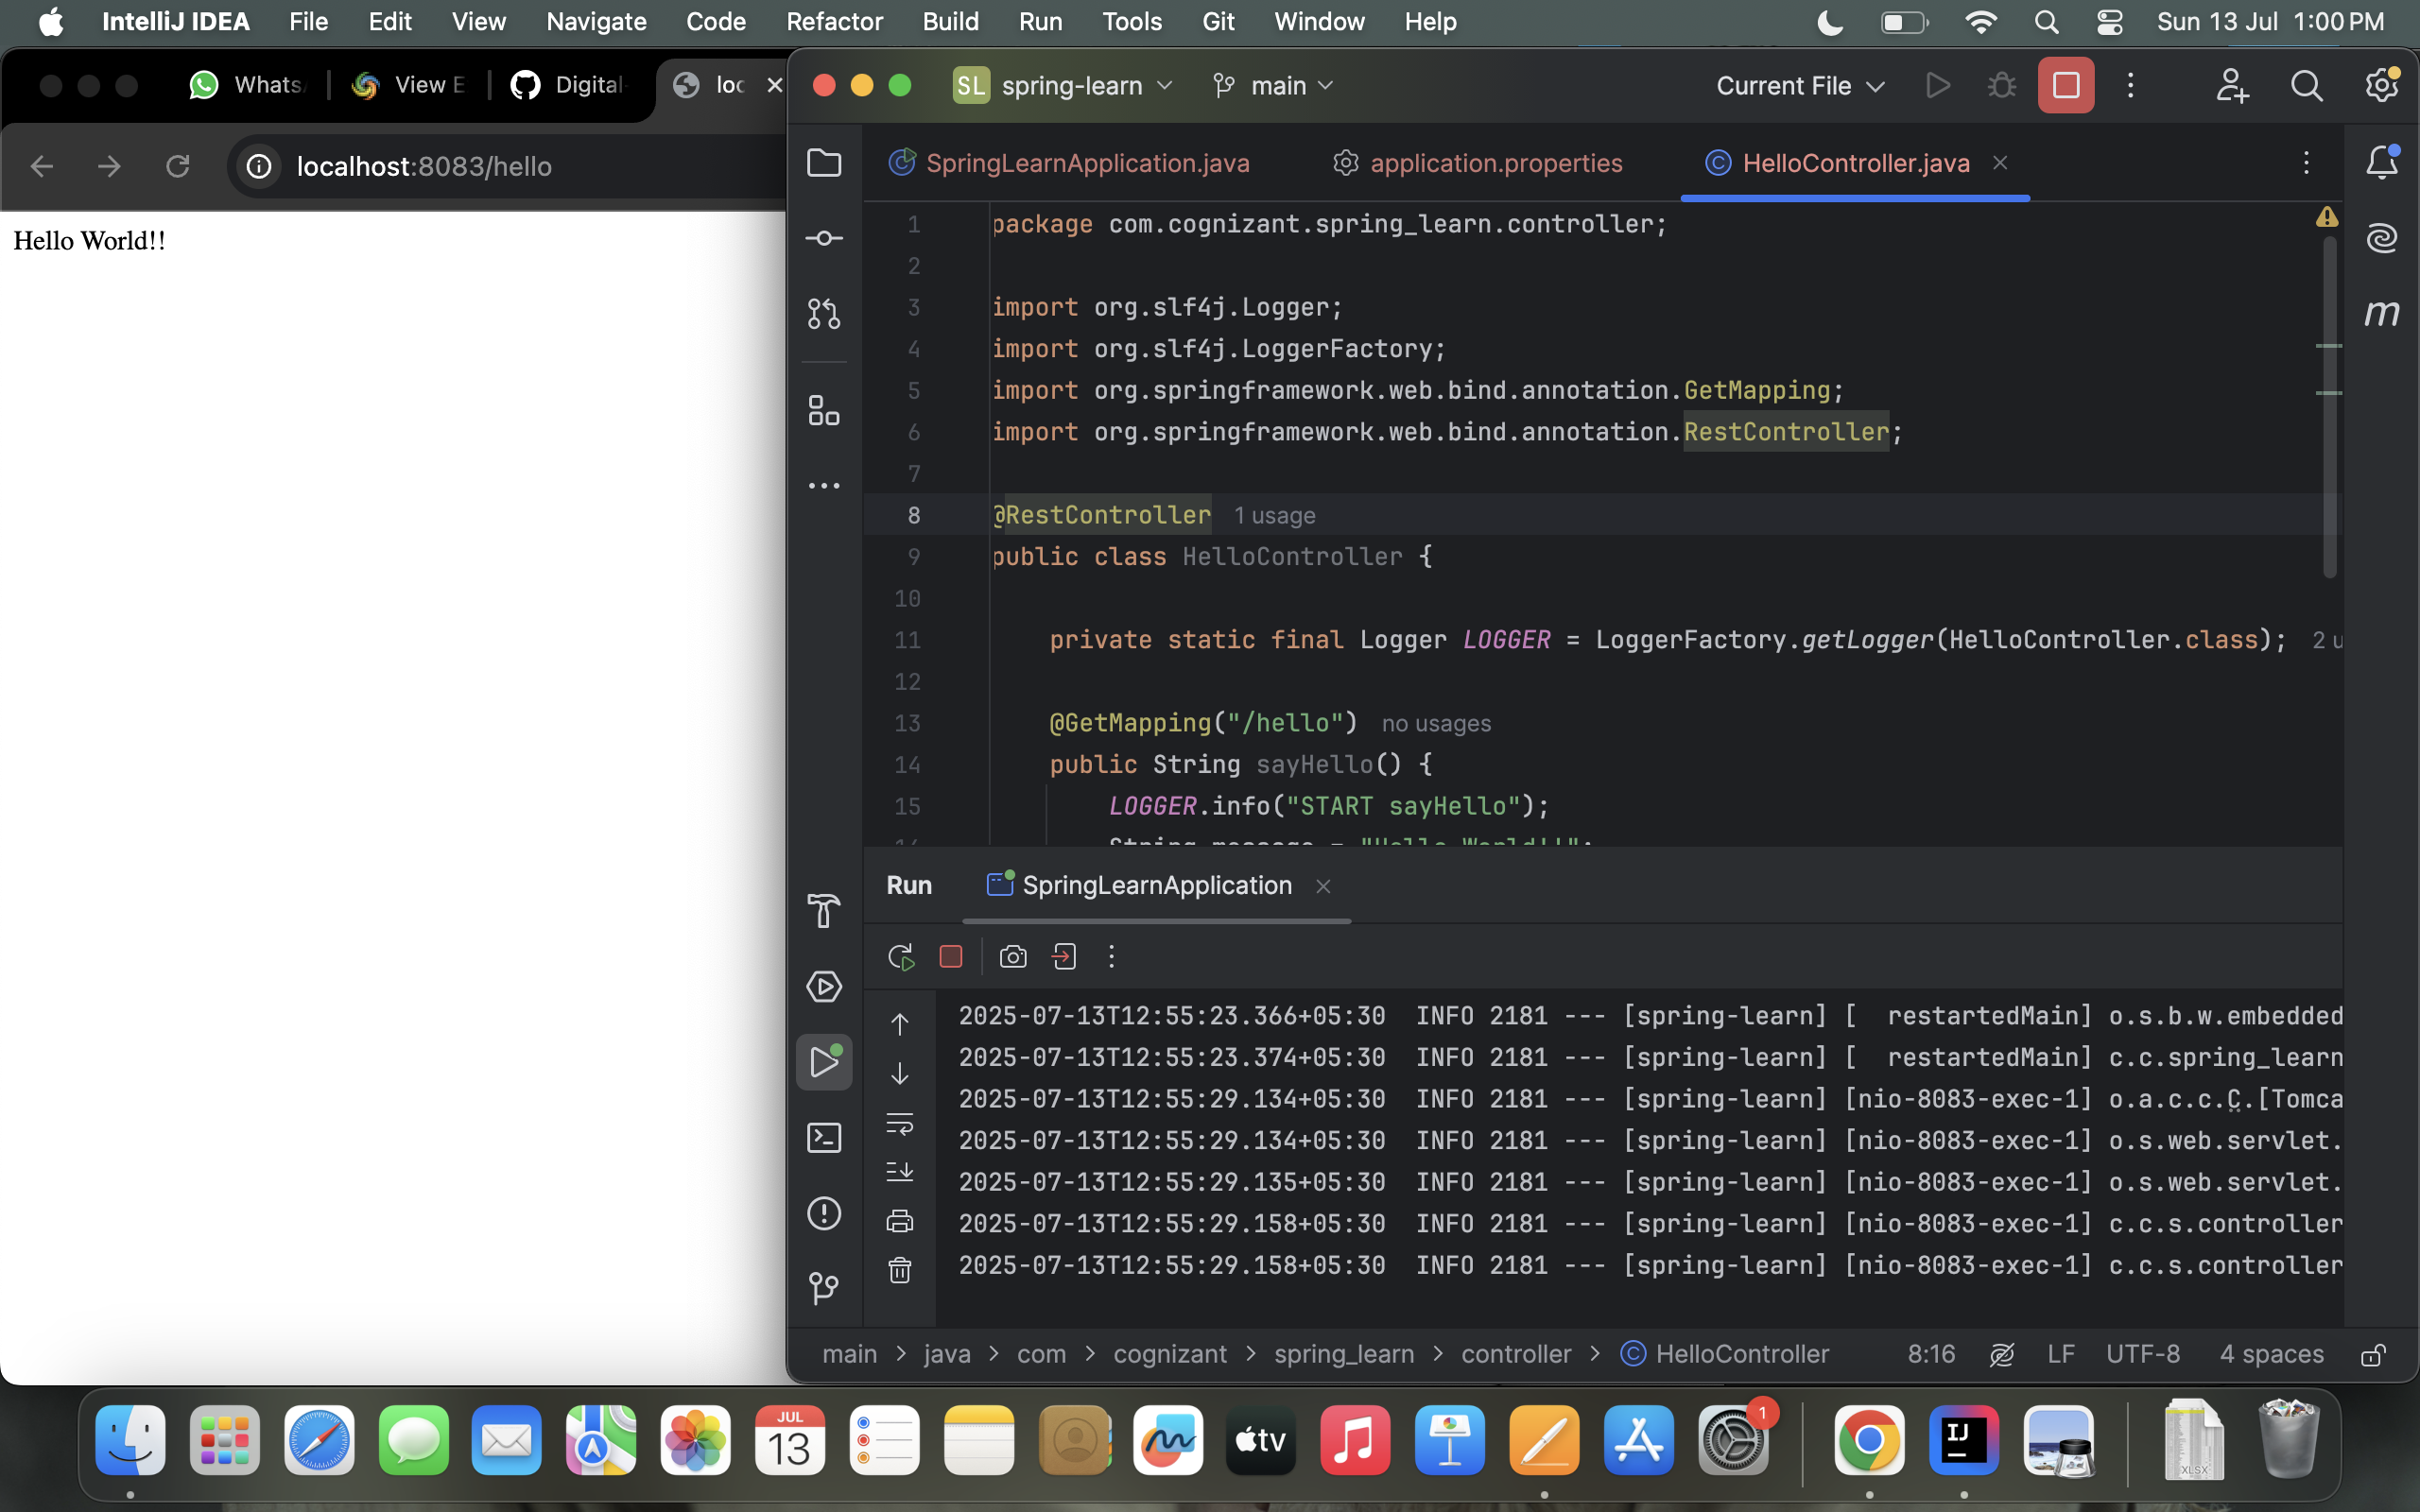 IntelliJ IDEA File Edit View Navigate Code Refactor Build Run Tools Git Window Help Sun 13 Jul 1:00 PM
Whats View E Digital- loc
SL spring-learn main Current File
localhost:8083/hello
SpringLearnApplication.java application.properties HelloController.java
Hello World!!
1 package com.cognizant.spring_learn.controller;
2
3 import org.slf4j.Logger;
4 import org.slf4j.LoggerFactory;
5 import org.springframework.web.bind.annotation.GetMapping;
6 import org.springframework.web.bind.annotation.RestController;
7
8 @RestController 1 usage
9 public class HelloController {
10
11 private static final Logger LOGGER = LoggerFactory.getLogger(HelloController.class); 2 u
12
13 @GetMapping("/hello") no usages
14 public String sayHello() {
15 LOGGER.info("START sayHello");
String message = "Hello World!!";
Run SpringLearnApplication
2025-07-13T12:55:23.366+05:30 INFO 2181 --- [spring-learn] [ restartedMain] o.s.b.w.embedded
2025-07-13T12:55:23.374+05:30 INFO 2181 --- [spring-learn] [ restartedMain] c.c.spring_learn
2025-07-13T12:55:29.134+05:30 INFO 2181 --- [spring-learn] [nio-8083-exec-1] o.a.c.c.C.[Tomca
2025-07-13T12:55:29.134+05:30 INFO 2181 --- [spring-learn] [nio-8083-exec-1] o.s.web.servlet.
2025-07-13T12:55:29.135+05:30 INFO 2181 --- [spring-learn] [nio-8083-exec-1] o.s.web.servlet.
2025-07-13T12:55:29.158+05:30 INFO 2181 --- [spring-learn] [nio-8083-exec-1] c.c.s.controller
2025-07-13T12:55:29.158+05:30 INFO 2181 --- [spring-learn] [nio-8083-exec-1] c.c.s.controller
main > java > com > cognizant > spring_learn > controller > HelloController 8:16 LF UTF-8 4 spaces
JUL
13
tv
1
IJ
XLSX